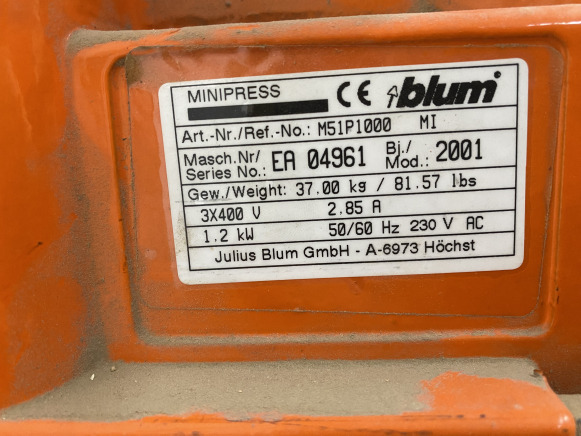 MINIPRESS CE blum
Art.-Nr./Ref.-No.: M51P1000 MI
Masch.Nr/ Series No.: EA 04961 Bj./ Mod.: 2001
Gew./Weight: 37.00 kg / 81.57 lbs
3X400 V 2.85 A
1.2 kW 50/60 Hz 230 V AC
Julius Blum GmbH - A-6973 Höchst